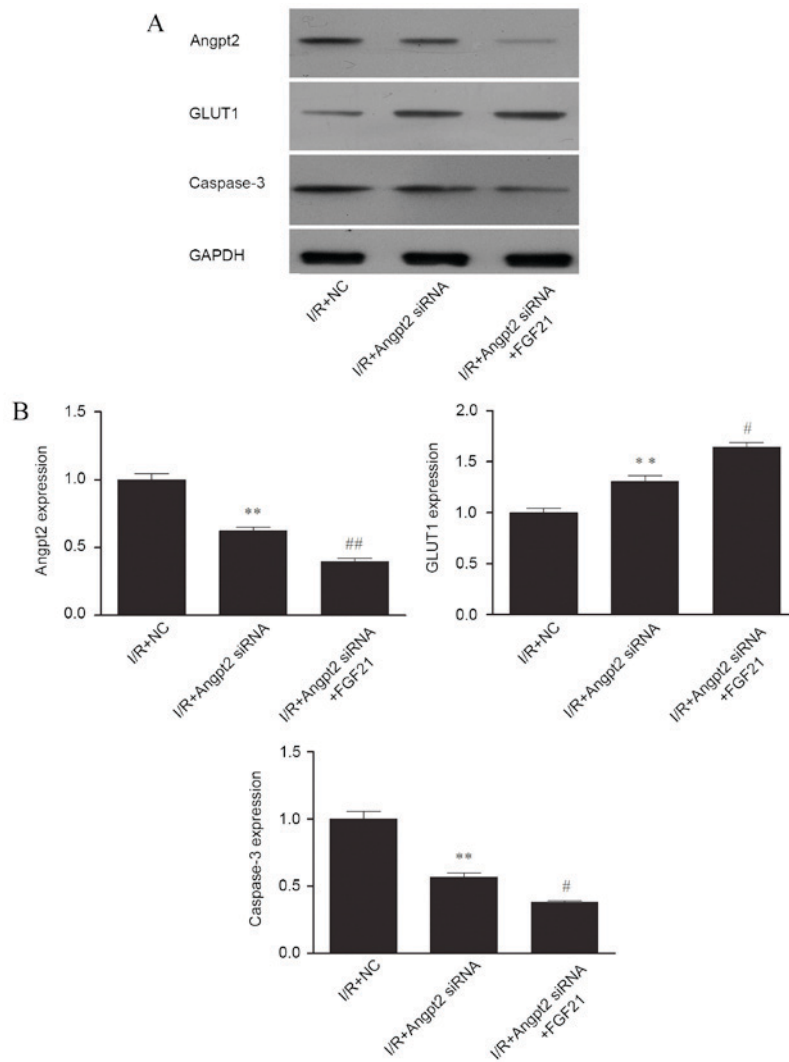 A
Angpt2
GLUT1
Caspase-3
GAPDH
I/R+NC
I/R+Angpt2 siRNA
I/R+Angpt2 siRNA
+FGF21
B
Angpt2 expression
1.5
1.0
0.5
0.0
**
##
I/R+NC
I/R+Angpt2 siRNA
I/R+Angpt2 siRNA
+FGF21
GLUT1 expression
2.0
1.5
1.0
0.5
0.0
**
#
I/R+NC
I/R+Angpt2 siRNA
I/R+Angpt2 siRNA
+FGF21
Caspase-3 expression
1.5
1.0
0.5
0.0
**
#
I/R+NC
I/R+Angpt2 siRNA
I/R+Angpt2 siRNA
+FGF21